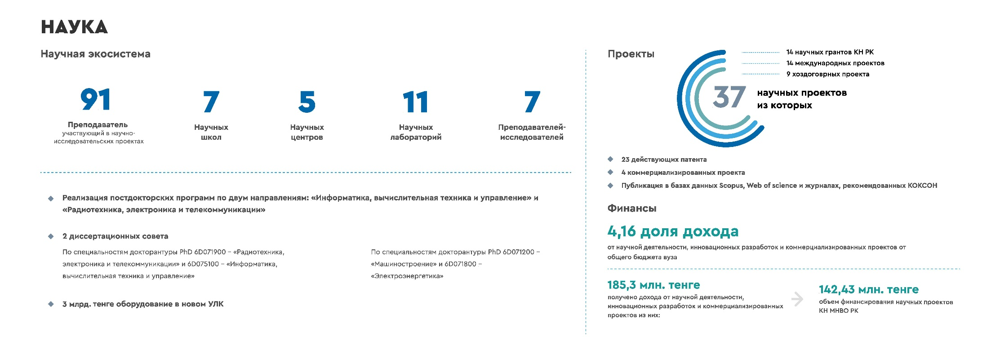 НАУКА
Научная экосистема
91
Преподаватель
участвующий в научно-
исследовательских проектах
7
Научных
школ
5
Научных
центров
11
Научных
лабораторий
7
Преподавателей-
исследователей
Реализация постдокторских программ по двум направлениям: «Информатика, вычислительная техника и управление» и
«Радиотехника, электроника и телекоммуникации»
2 диссертационных совета
По специальностям докторантуры PhD 6D071900 – «Радиотехника,
электроника и телекоммуникации» и 6D075100 – «Информатика,
вычислительная техника и управление»
По специальностям докторантуры PhD 6D071200 –
«Машиностроение» и 6D071800 –
«Электроэнергетика»
3 млрд. тенге оборудование в новом УЛК
Проекты
14 научных грантов КН РК
14 международных проектов
9 хоздоговрных проекта
37
научных проектов
из которых
23 действующих патента
4 коммерциализированных проекта
Публикация в базах данных Scopus, Web of science и журналах, рекомендованных КОКСОН
Финансы
4,16 доля дохода
от научной деятельности, инновационных разработок и коммерциализированных проектов от
общего бюджета вуза
185,3 млн. тенге
получено дохода от научной деятельности,
инновационных разработок и коммерциализированных
проектов из них:
142,43 млн. тенге
объем финансирования научных проектов
КН МНВО РК